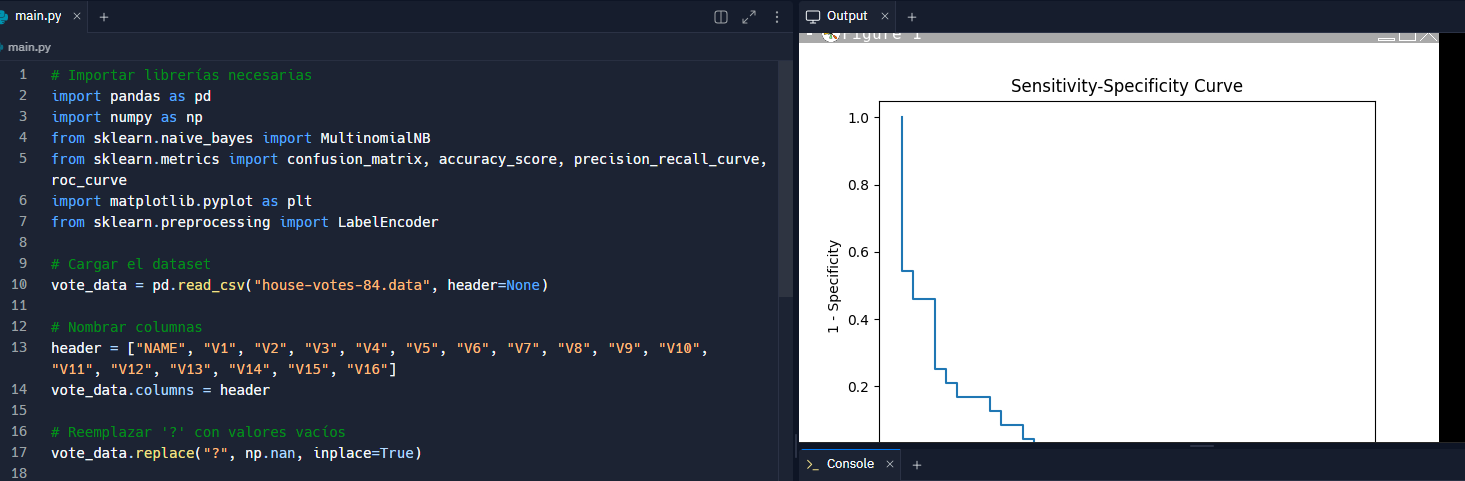 main.py × +
Output × +
main.py
1 # Importar librerías necesarias
2 import pandas as pd
3 import numpy as np
4 from sklearn.naive_bayes import MultinomialNB
5 from sklearn.metrics import confusion_matrix, accuracy_score, precision_recall_curve,
roc_curve
6 import matplotlib.pyplot as plt
7 from sklearn.preprocessing import LabelEncoder
8
9 # Cargar el dataset
10 vote_data = pd.read_csv("house-votes-84.data", header=None)
11
12 # Nombrar columnas
13 header = ["NAME", "V1", "V2", "V3", "V4", "V5", "V6", "V7", "V8", "V9", "V10",
"V11", "V12", "V13", "V14", "V15", "V16"]
14 vote_data.columns = header
15
16 # Reemplazar '?' con valores vacíos
17 vote_data.replace("?", np.nan, inplace=True)
18
Figure 1
Sensitivity-Specificity Curve
1.0
0.8
0.6
0.4
0.2
1 - Specificity
Console × +